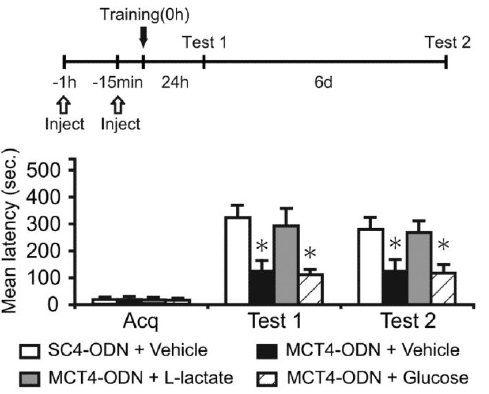 Training(0h)
Test 1 Test 2
-1h -15min 24h 6d
Inject Inject
Mean latency (sec.)
500
400
300
200
100
0
* * * *
Acq Test 1 Test 2
SC4-ODN + Vehicle MCT4-ODN + Vehicle
MCT4-ODN + L-lactate MCT4-ODN + Glucose